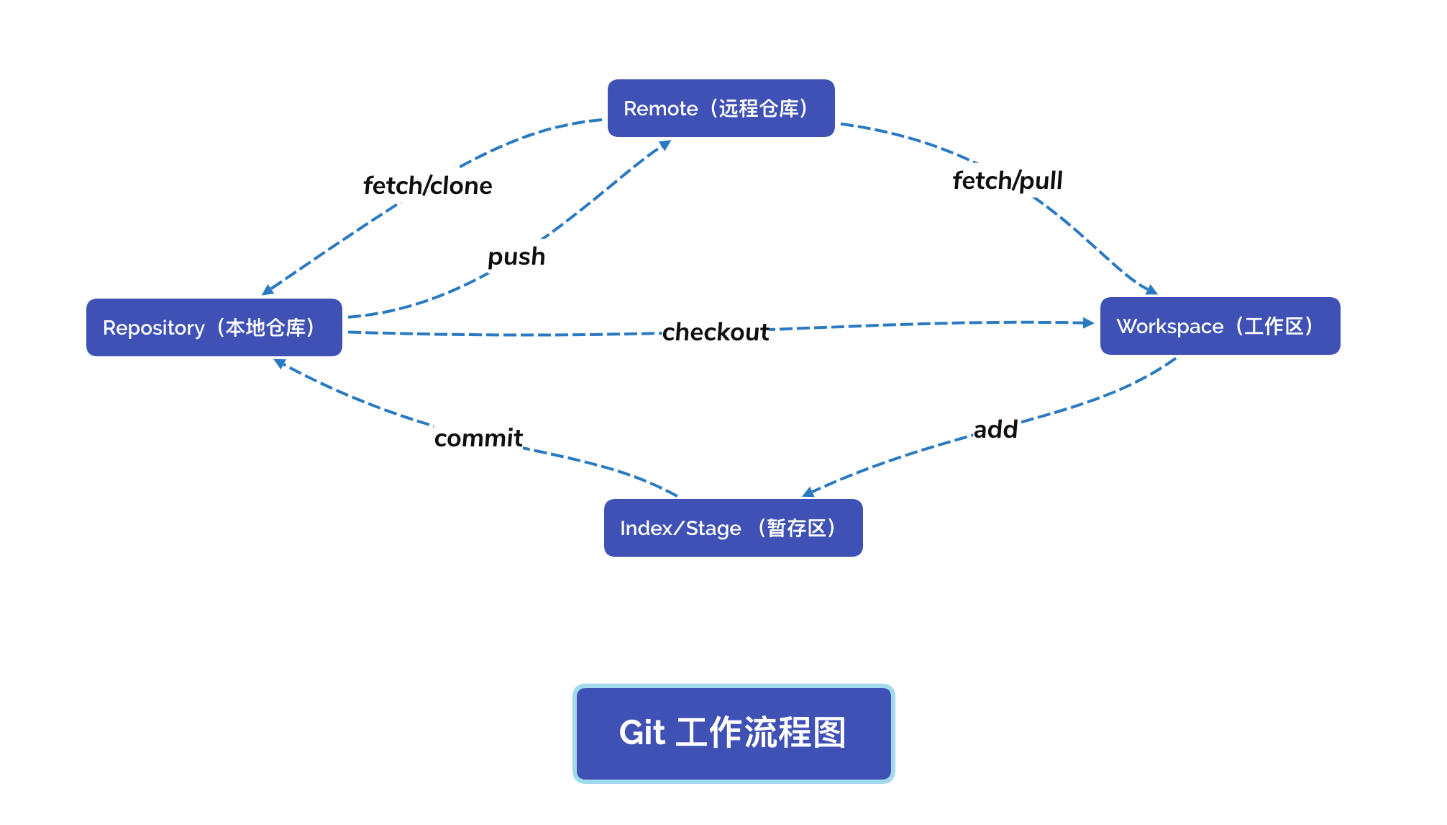 Remote（远程仓库）
fetch/clone
fetch/pull
push
Repository（本地仓库）
checkout
Workspace（工作区）
commit
add
Index/Stage （暂存区）
Git 工作流程图